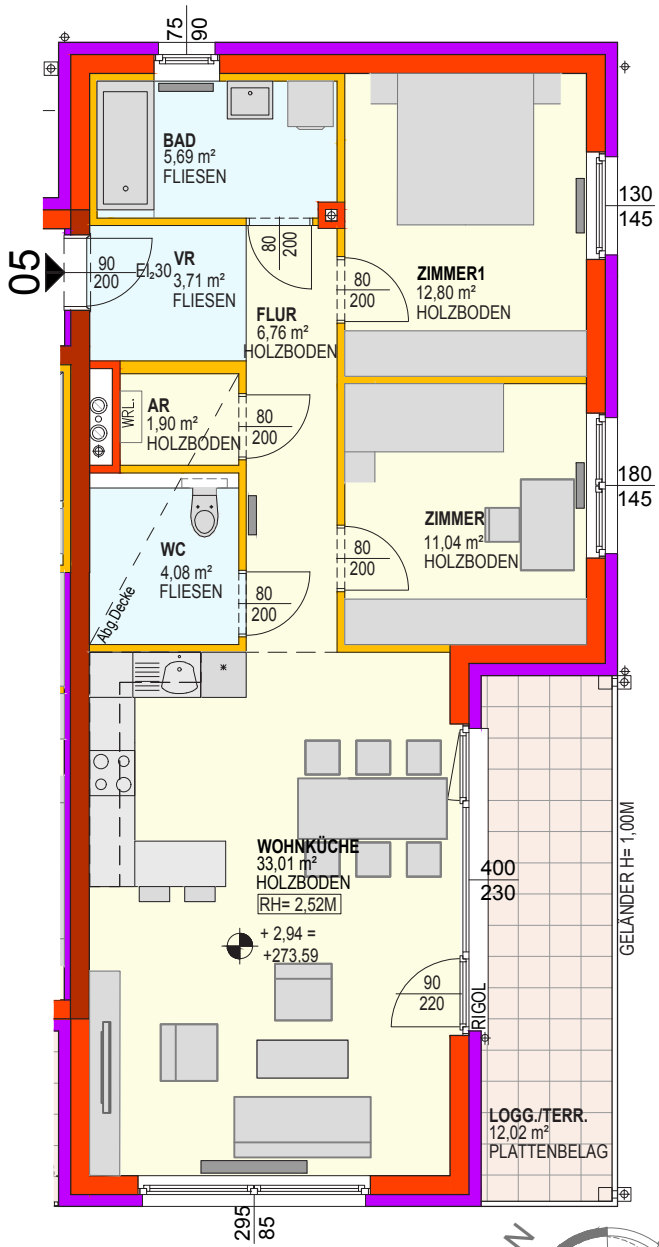 75
90
BAD
5,69 m²
FLIESEN
130
145
80
200
05
90
200
EI₂30
VR
3,71 m²
FLIESEN
FLUR
6,76 m²
HOLZBODEN
80
200
ZIMMER1
12,80 m²
HOLZBODEN
WRL.
AR
1,90 m²
HOLZBODEN
80
200
180
145
ZIMMER
11,04 m²
HOLZBODEN
WC
4,08 m²
FLIESEN
Abg.Decke
80
200
80
200
*
WOHNKÜCHE
33,01 m²
HOLZBODEN
RH= 2,52M
+ 2,94 =
+273.59
400
230
GELÄNDER H= 1,00M
90
220
RIGOL
LOGG./TERR.
12,02 m²
PLATTENBELAG
295
85
N